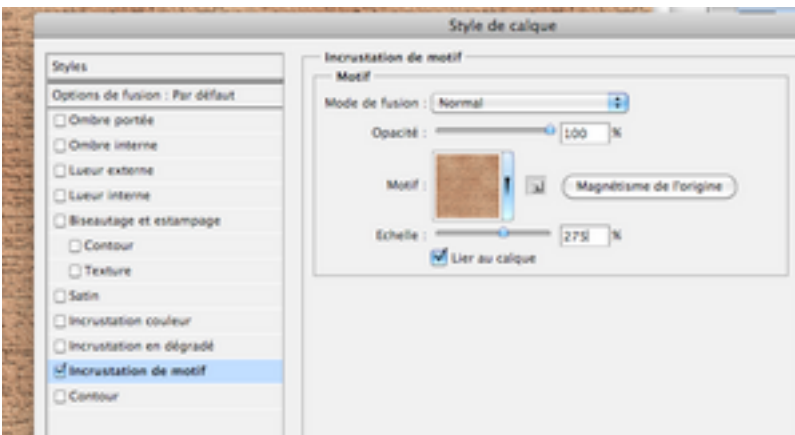 Style de calque
Styles
Options de fusion : Par défaut
Ombre portée
Ombre interne
Lueur externe
Lueur interne
Biseautage et estampage
Contour
Texture
Satin
Incrustation couleur
Incrustation en dégradé
Incrustation de motif
Contour
Incrustation de motif
Motif
Mode de fusion : Normal
Opacité : 100 %
Motif : Magnétisme de l'origine
Echelle : 275 %
Lier au calque